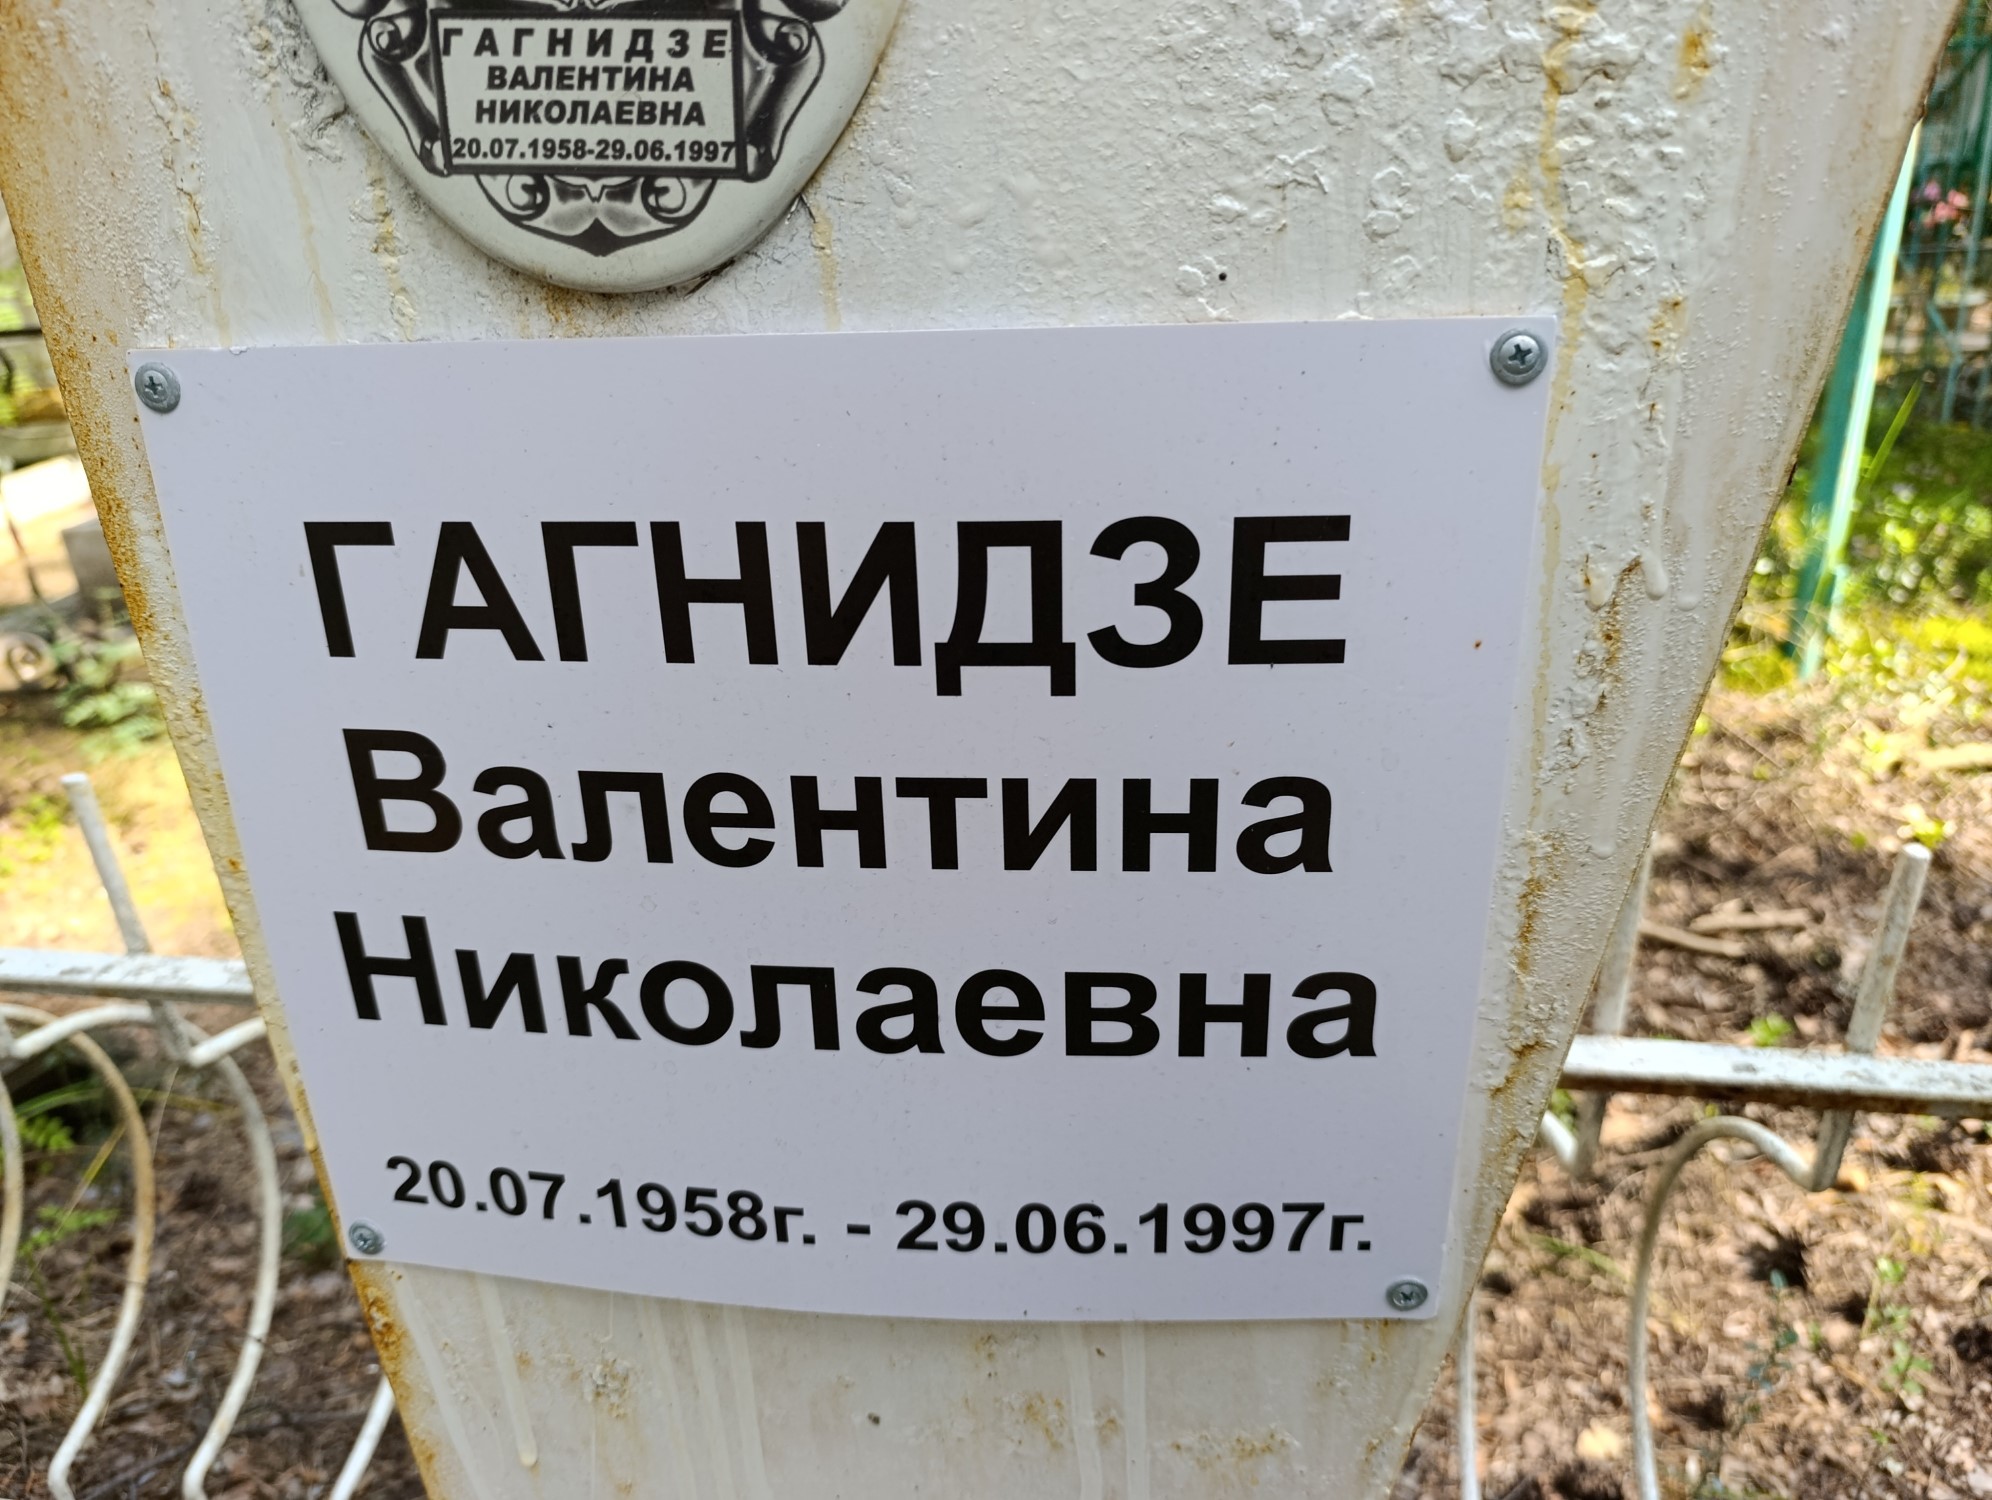 ГАГНИДЗЕ
ВАЛЕНТИНА
НИКОЛАЕВНА
20.07.1958-29.06.1997
ГАГНИДЗЕ
Валентина
Николаевна
20.07.1958г. - 29.06.1997г.